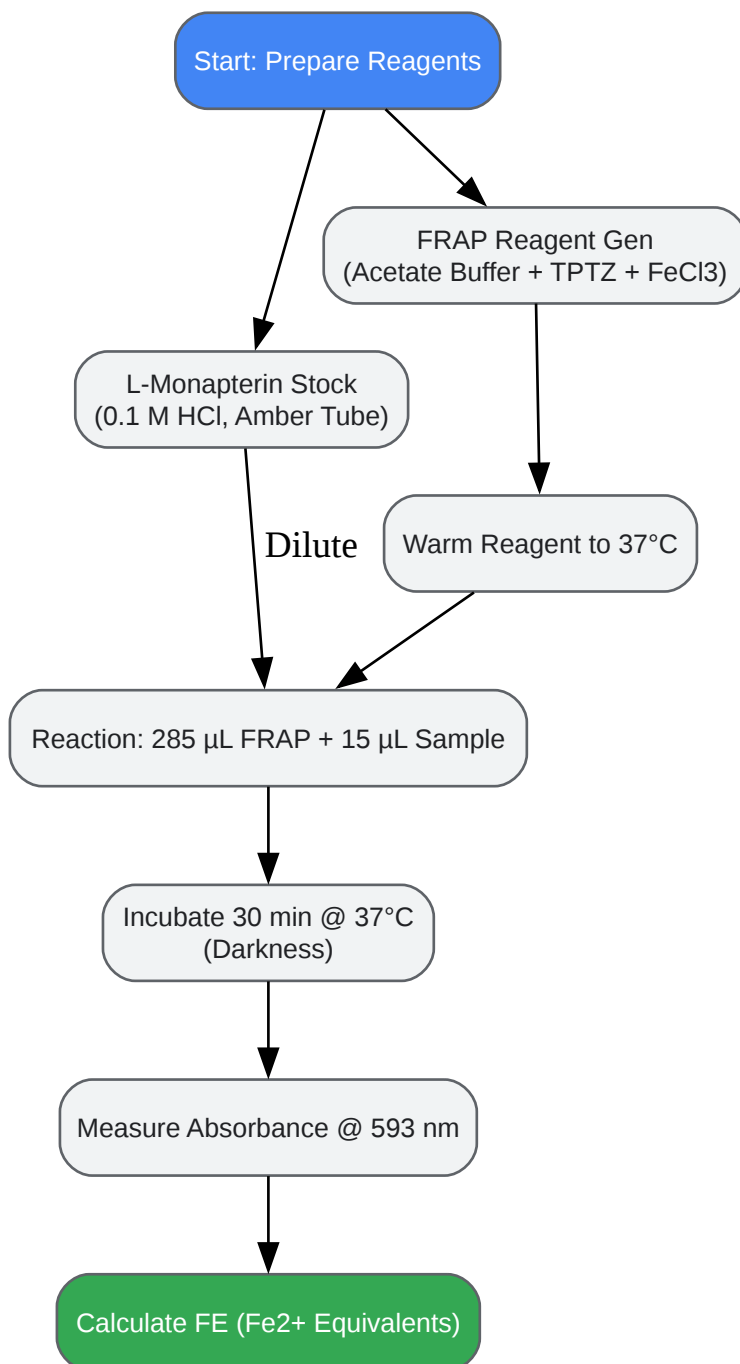 Start: Prepare Reagents
FRAP Reagent Gen
(Acetate Buffer + TPTZ + FeCl3)
L-Monapterin Stock
(0.1 M HCl, Amber Tube)
Warm Reagent to 37°C
Dilute
Reaction: 285 µL FRAP + 15 µL Sample
Incubate 30 min @ 37°C
(Darkness)
Measure Absorbance @ 593 nm
Calculate FE (Fe2+ Equivalents)